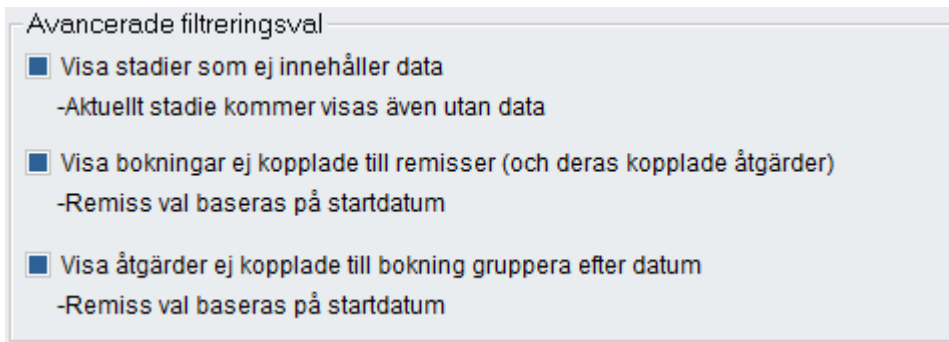 Avancerade filtreringsval
Visa stadier som ej innehåller data
-Aktuellt stadie kommer visas även utan data
Visa bokningar ej kopplade till remisser (och deras kopplade åtgärder)
-Remiss val baseras på startdatum
Visa åtgärder ej kopplade till bokning gruppera efter datum
-Remiss val baseras på startdatum